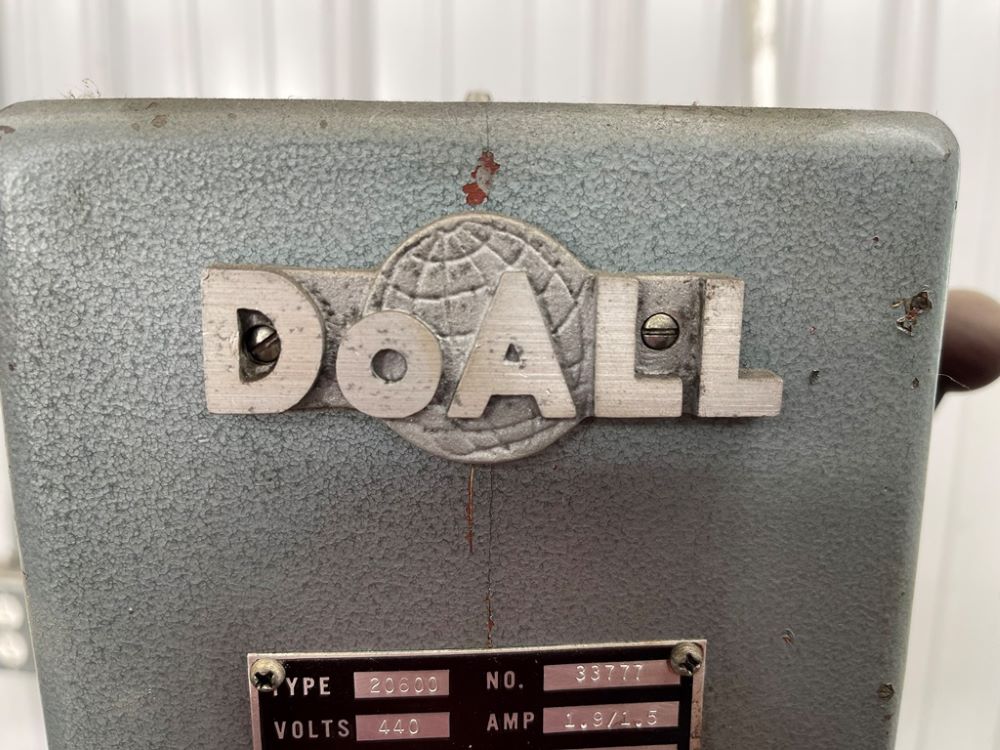 DoALL
TYPE 20600 NO. 33777
VOLTS 440 AMP 1.9/1.5